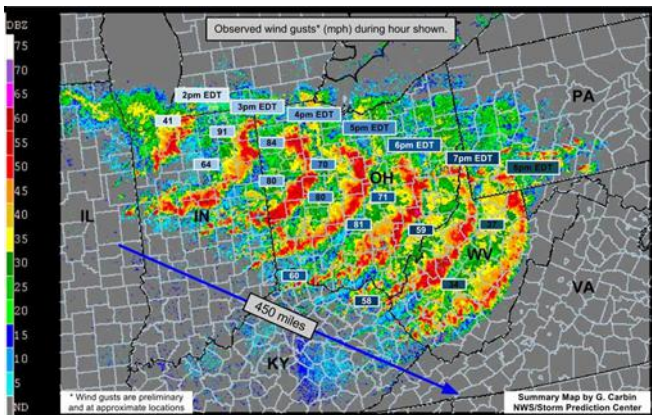 DBZ
75
70
65
60
55
50
45
40
35
30
25
20
15
10
5
ND
Observed wind gusts* (mph) during hour shown.
2pm EDT
3pm EDT
4pm EDT
5pm EDT
6pm EDT
7pm EDT
8pm EDT
PA
41
91
84
64
70
OH
80
80
71
IL
IN
81
59
WV
60
58
34
VA
450 miles
KY
* Wind gusts are preliminary
and at approximate locations
Summary Map by G. Carbin
NWS/Storm Prediction Center